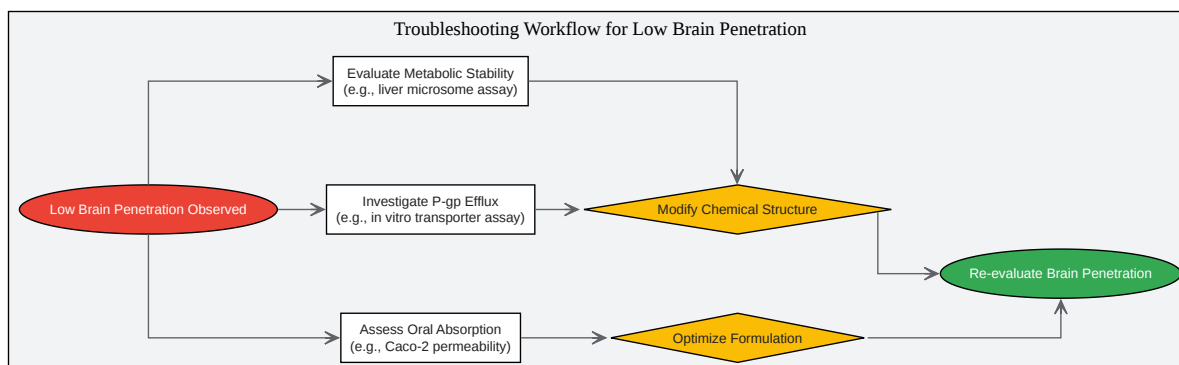 Troubleshooting Workflow for Low Brain Penetration
Evaluate Metabolic Stability
(e.g., liver microsome assay)
Low Brain Penetration Observed
Investigate P-gp Efflux
(e.g., in vitro transporter assay)
Modify Chemical Structure
Re-evaluate Brain Penetration
Assess Oral Absorption
(e.g., Caco-2 permeability)
Optimize Formulation